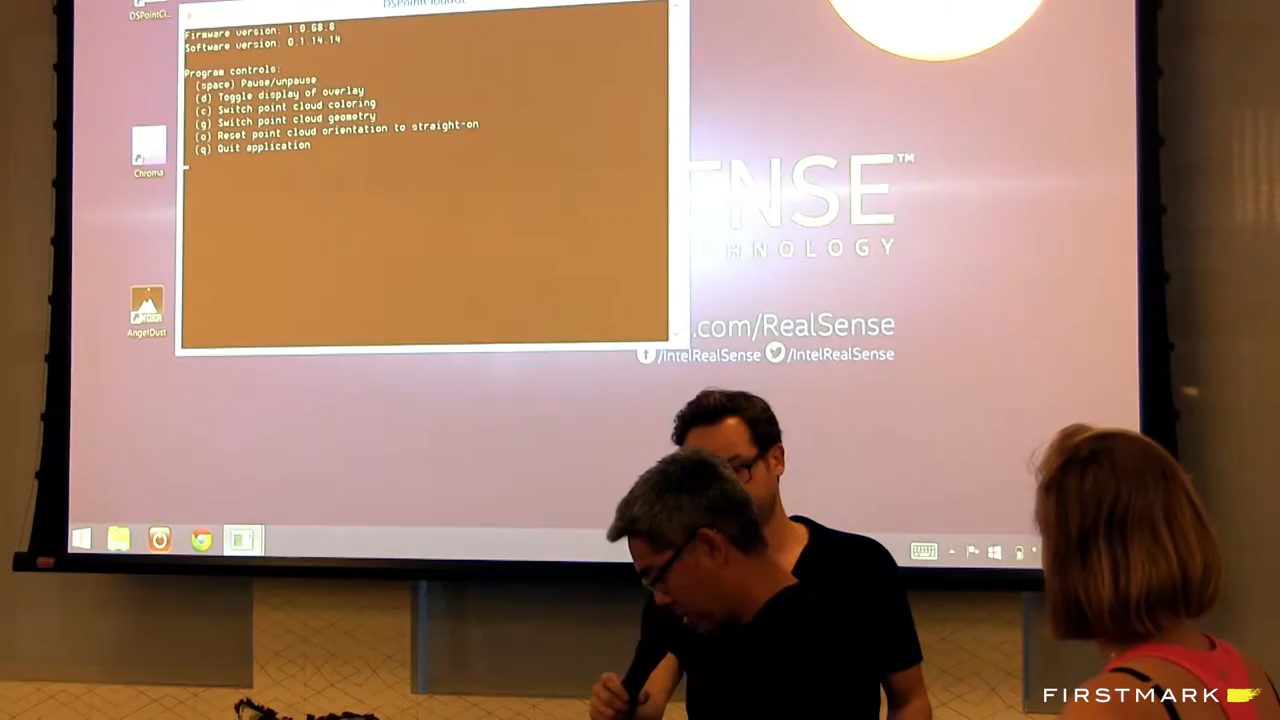 DSPointCl...
Firmware version: 1.0.68.6
Software version: 0.1.14.14
Program controls:
(space) Pause/unpause
(d) Toggle display of overlay
(c) Switch point cloud coloring
(g) Switch point cloud geometry
(o) Reset point cloud orientation to straight-on
(q) Quit application
Chroma
AngelDust
ENSE™
HNOLOGY
.com/RealSense
/IntelRealSense /IntelRealSense
FIRSTMARK